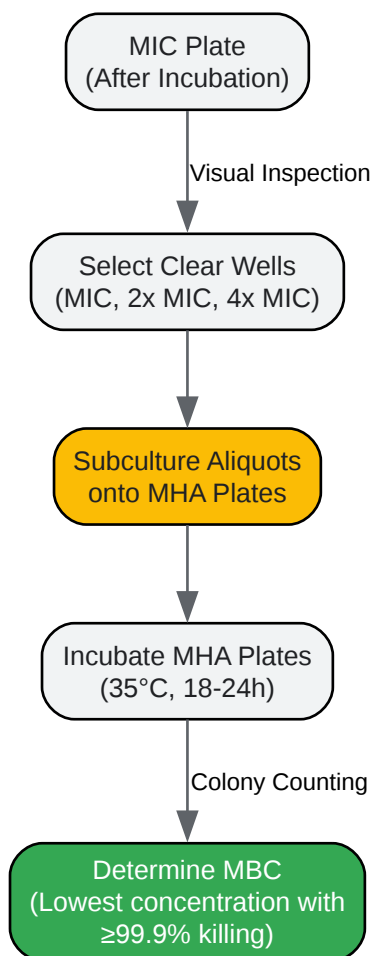 MIC Plate
(After Incubation)
Visual Inspection
Select Clear Wells
(MIC, 2x MIC, 4x MIC)
Subculture Aliquots
onto MHA Plates
Incubate MHA Plates
(35°C, 18-24h)
Colony Counting
Determine MBC
(Lowest concentration with
≥99.9% killing)